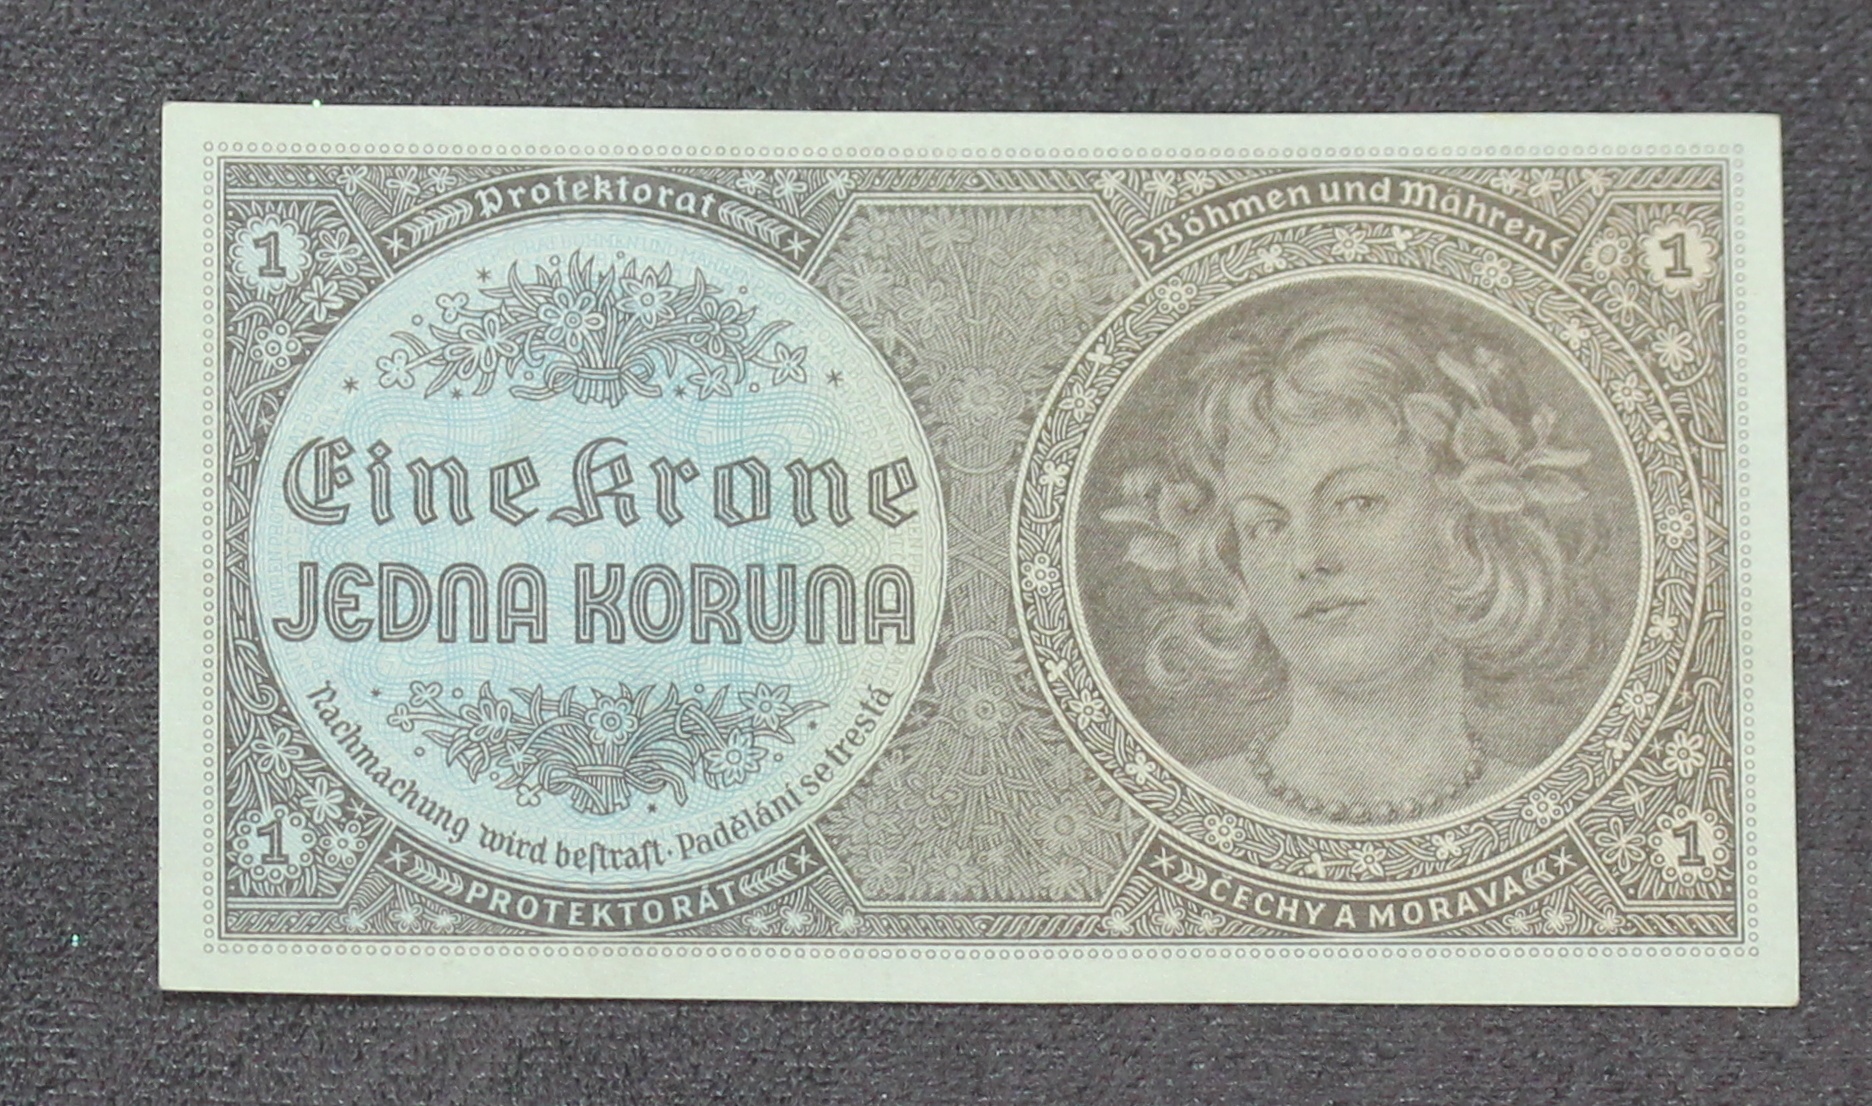 Protektorat
Böhmen und Mähren
1
1
Eine Krone
JEDNA KORUNA
Nachmachung wird bestraft · Padělání se trestá
1
1
PROTEKTORÁT
ČECHY A MORAVA